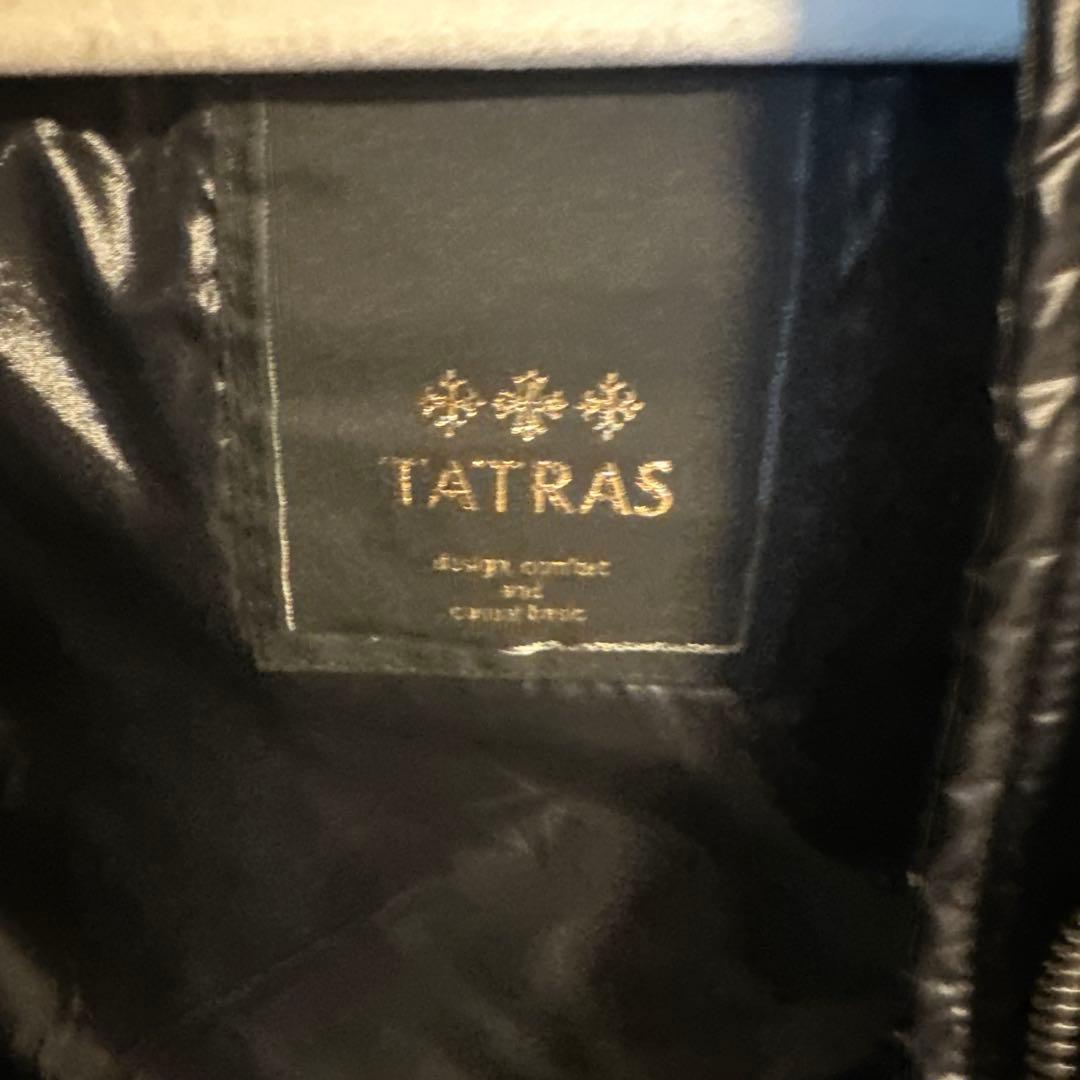 TATRAS
design, comfort
and
casual basic